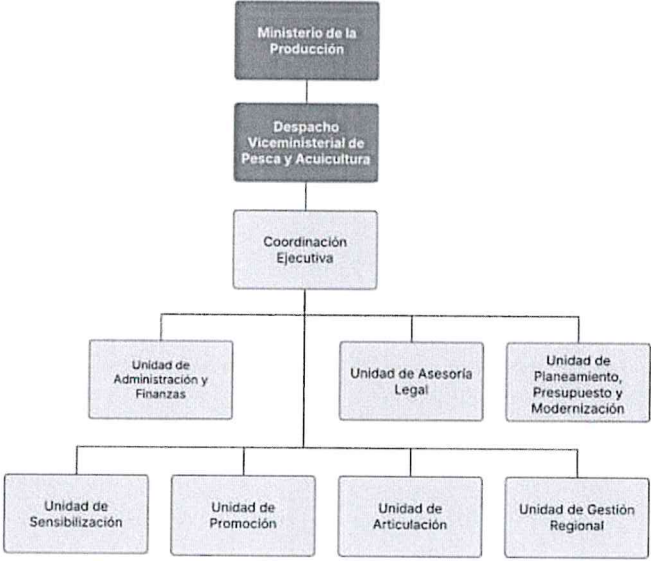 Ministerio de la
Producción
Despacho
Viceministerial de
Pesca y Acuicultura
Coordinación
Ejecutiva
Unidad de
Administración y
Finanzas
Unidad de Asesoría
Legal
Unidad de
Planeamiento,
Presupuesto y
Modernización
Unidad de
Sensibilización
Unidad de
Promoción
Unidad de
Articulación
Unidad de Gestión
Regional